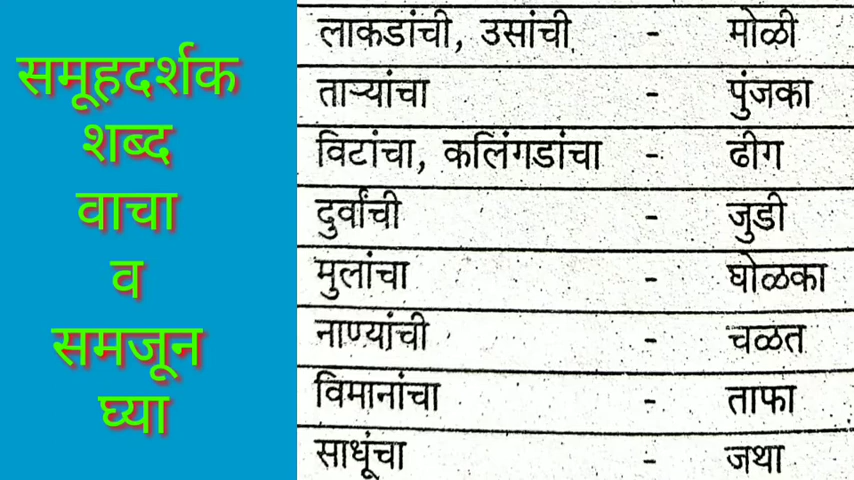 समूहदर्शक
शब्द
वाचा
व
समजून
घ्या
लाकडांची, उसांची - मोळी
ताऱ्यांचा - पुंजका
विटांचा, कलिंगडांचा - ढीग
दुर्वांची - जुडी
मुलांचा - घोळका
नाण्यांची - चळत
विमानांचा - ताफा
साधूंचा - जथा